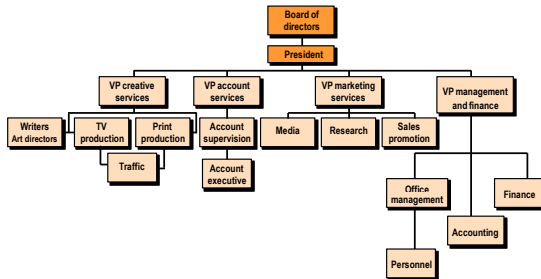 Board of
directors
President
VP creative
services
VP account
services
VP marketing
services
VP management
and finance
Writers
Art directors
TV
production
Print
production
Account
supervision
Media
Research
Sales
promotion
Traffic
Account
executive
Office
management
Finance
Accounting
Personnel